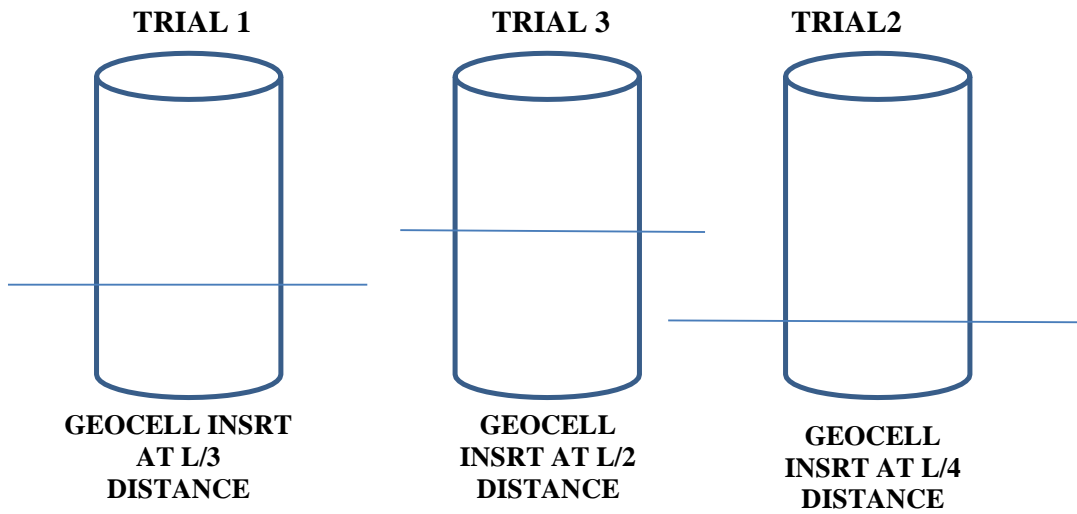 TRIAL 1
TRIAL 3
TRIAL2
GEOCELL INSRT
AT L/3
DISTANCE
GEOCELL
INSRT AT L/2
DISTANCE
GEOCELL
INSRT AT L/4
DISTANCE